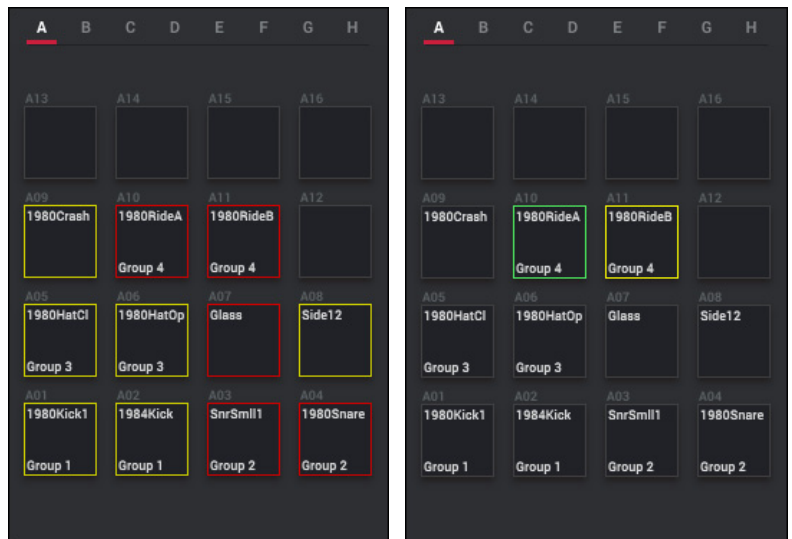 A B C D E F G H
A13 A14 A15 A16
A09 A10 A11 A12
1980Crash 1980RideA 1980RideB
Group 4 Group 4
A05 A06 A07 A08
1980HatCl 1980HatOp Glass Side12
Group 3 Group 3
A01 A02 A03 A04
1980Kick1 1984Kick SnrSmll1 1980Snare
Group 1 Group 1 Group 2 Group 2
A B C D E F G H
A13 A14 A15 A16
A09 A10 A11 A12
1980Crash 1980RideA 1980RideB
Group 4 Group 4
A05 A06 A07 A08
1980HatCl 1980HatOp Glass Side12
Group 3 Group 3
A01 A02 A03 A04
1980Kick1 1984Kick SnrSmll1 1980Snare
Group 1 Group 1 Group 2 Group 2